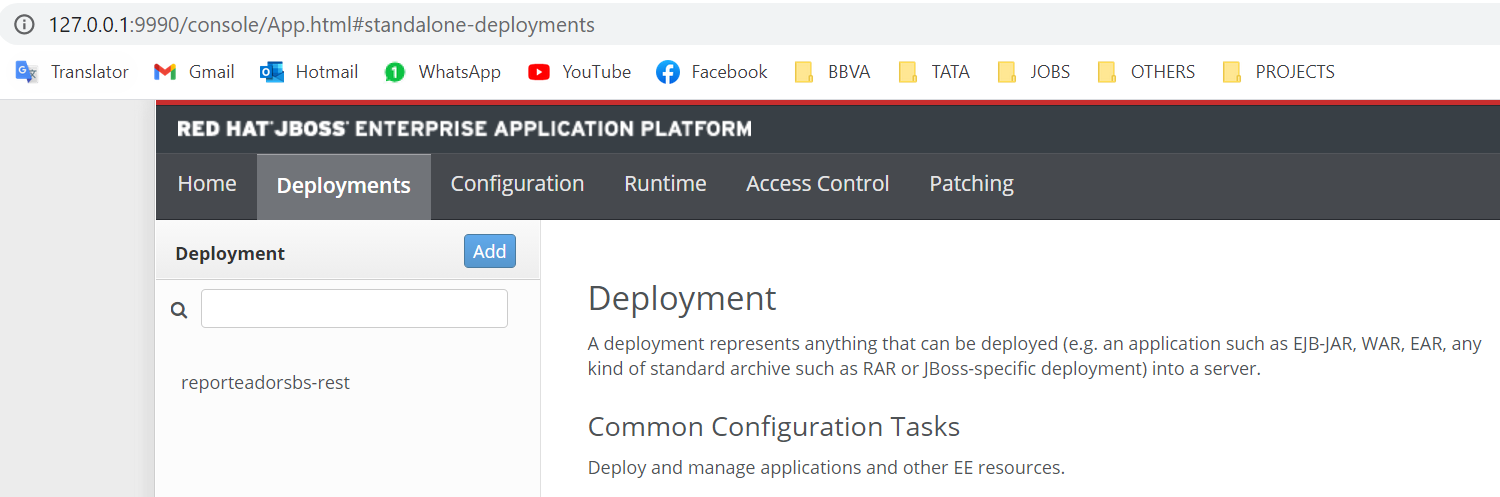 127.0.0.1:9990/console/App.html#standalone-deployments
Translator Gmail Hotmail 1 WhatsApp YouTube Facebook BBVA TATA JOBS OTHERS PROJECTS
RED HAT JBOSS ENTERPRISE APPLICATION PLATFORM
Home Deployments Configuration Runtime Access Control Patching
Deployment Add
Deployment
A deployment represents anything that can be deployed (e.g. an application such as EJB-JAR, WAR, EAR, any
kind of standard archive such as RAR or JBoss-specific deployment) into a server.
reporteadorsbs-rest
Common Configuration Tasks
Deploy and manage applications and other EE resources.